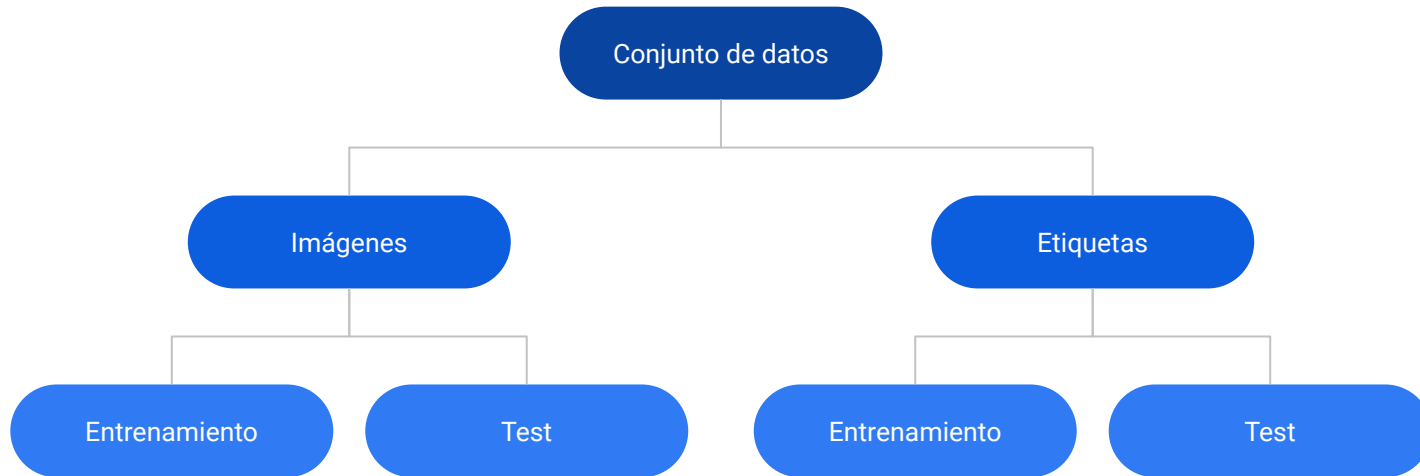 Conjunto de datos
Imágenes
Etiquetas
Entrenamiento
Test
Entrenamiento
Test